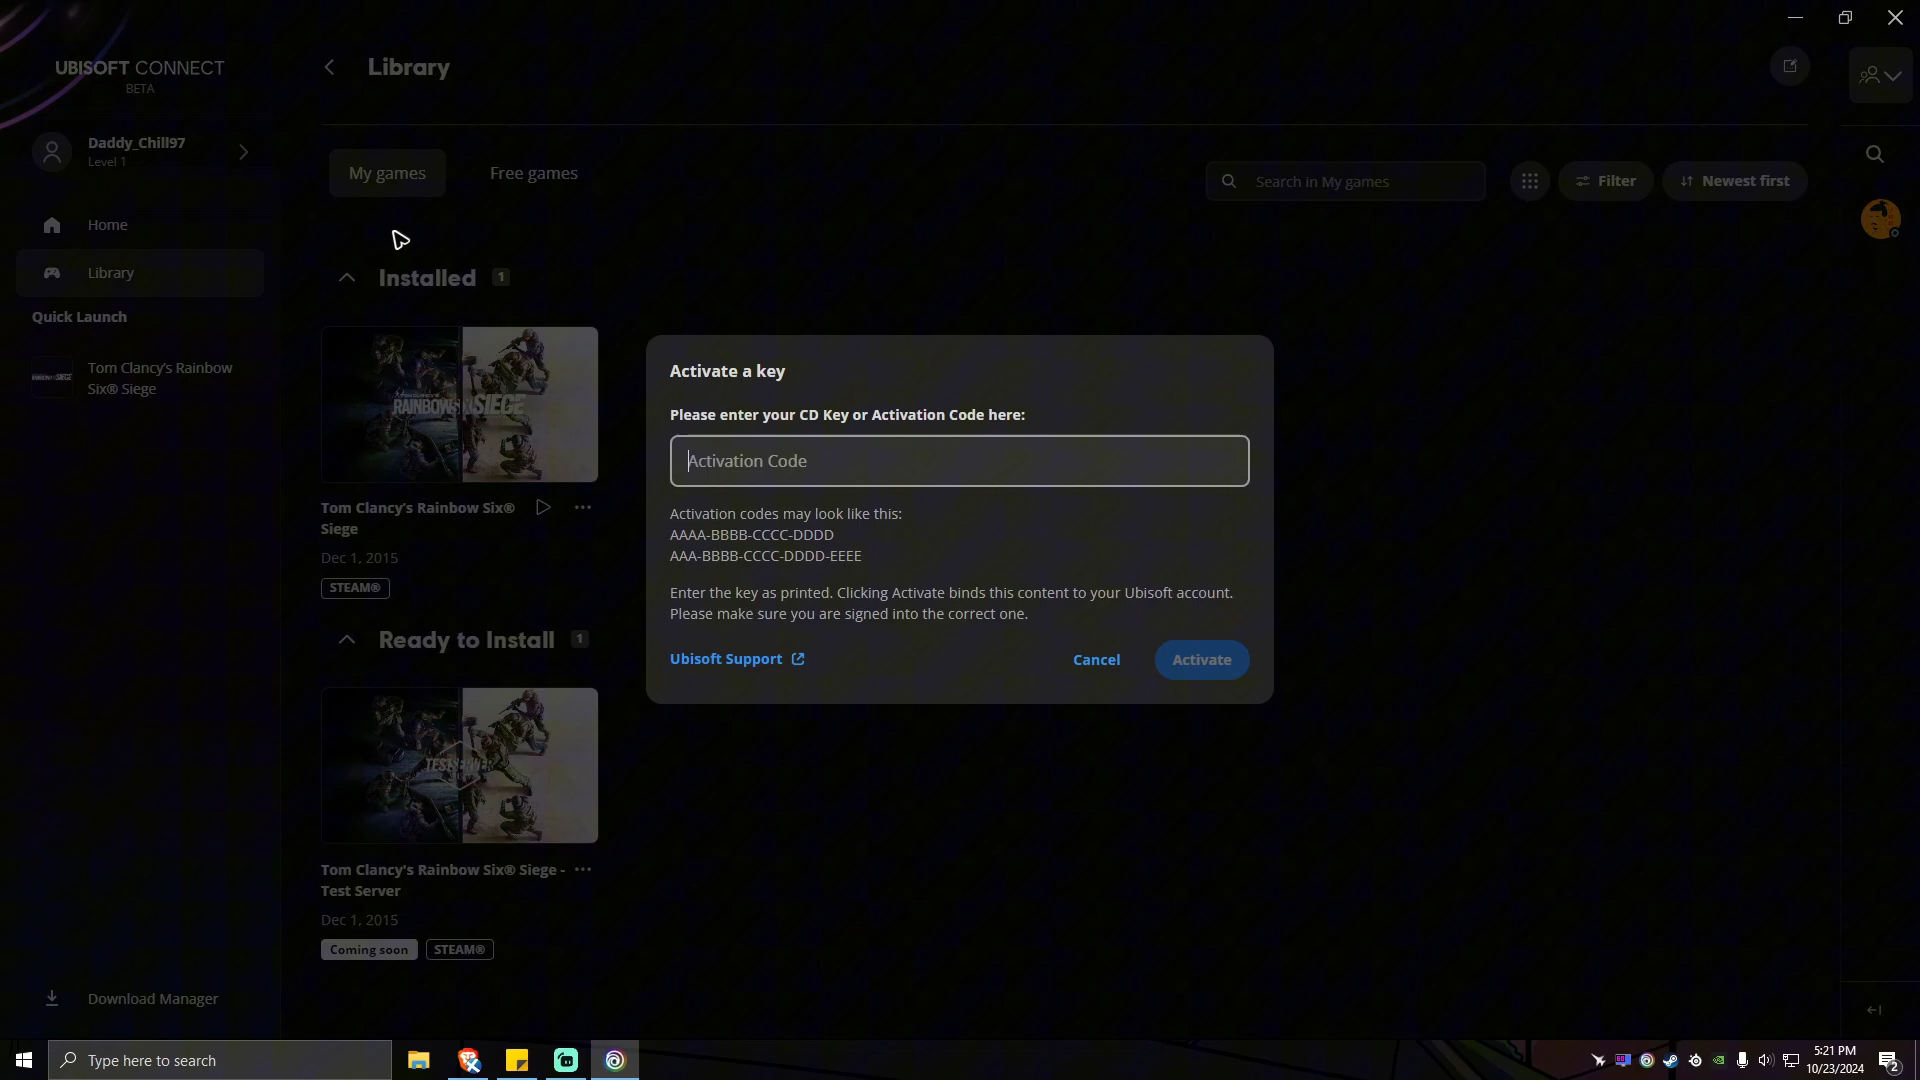 UBISOFT CONNECT
BETA
Library
Daddy_Chill97
Level 1
My games
Free games
Search in My games
Filter
Newest first
Home
Library
Quick Launch
Tom Clancy's Rainbow
Six® Siege
Installed 1
RAINBOW SIX SIEGE
Tom Clancy's Rainbow Six®
Siege
Dec 1, 2015
STEAM®
Ready to Install 1
TEST SERVER
Tom Clancy's Rainbow Six® Siege -
Test Server
Dec 1, 2015
Coming soon
STEAM®
Activate a key
Please enter your CD Key or Activation Code here:
Activation Code
Activation codes may look like this:
AAAA-BBBB-CCCC-DDDD
AAA-BBBB-CCCC-DDDD-EEEE
Enter the key as printed. Clicking Activate binds this content to your Ubisoft account.
Please make sure you are signed into the correct one.
Ubisoft Support
Cancel
Activate
Download Manager
Type here to search
5:21 PM
10/23/2024
2